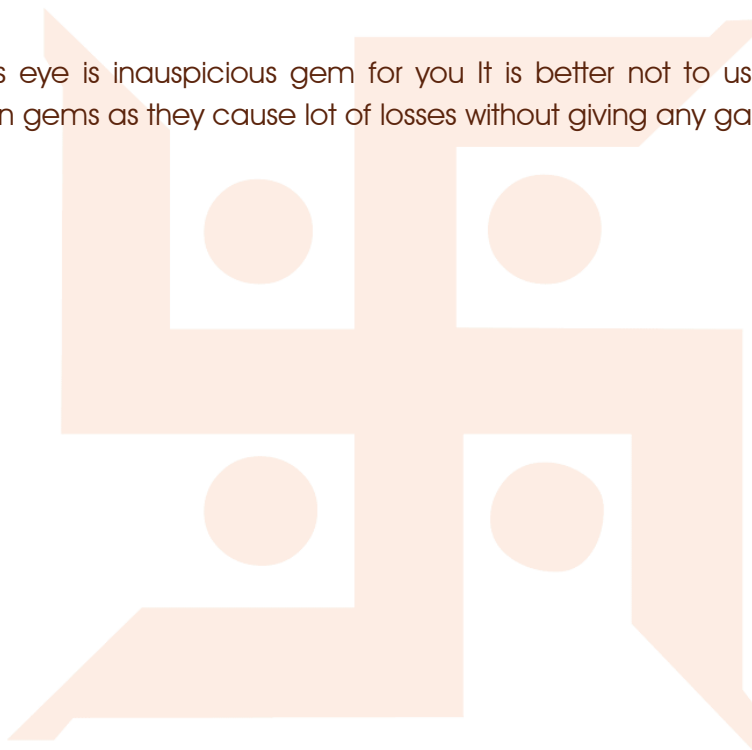 s eye is inauspicious gem for you It is better not to us
n gems as they cause lot of losses without giving any ga